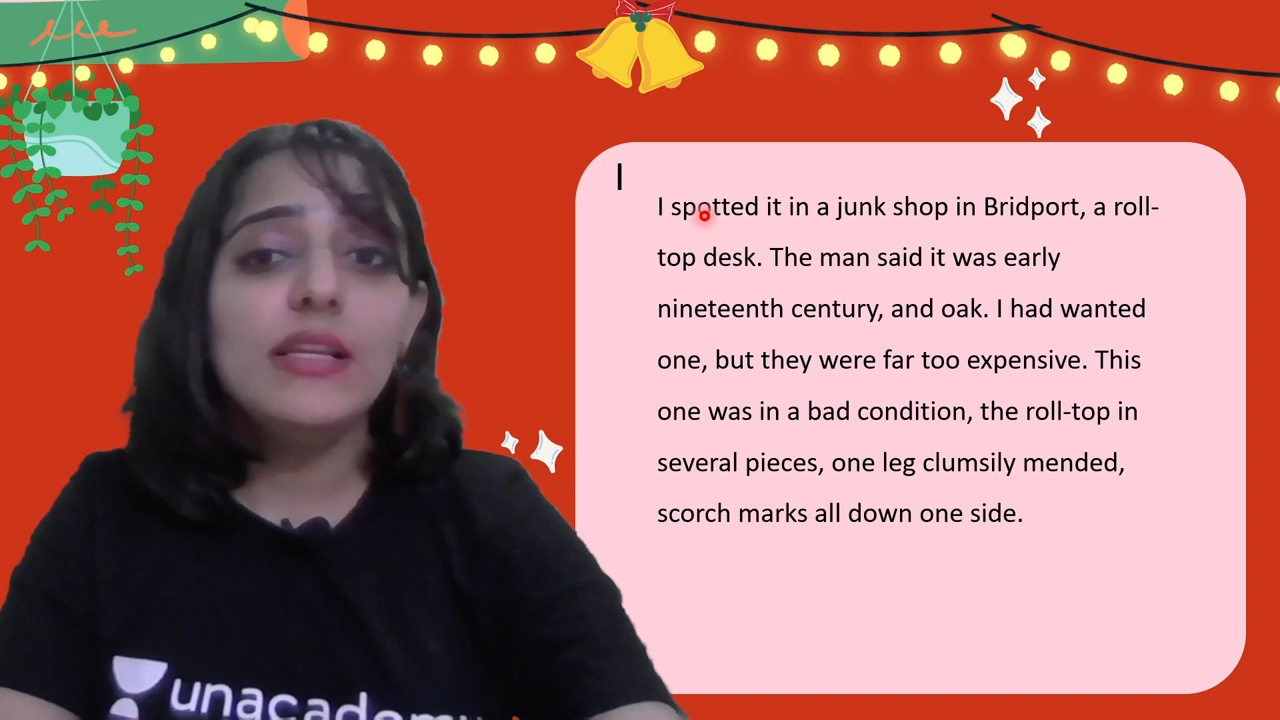 I
I spotted it in a junk shop in Bridport, a roll-
top desk. The man said it was early
nineteenth century, and oak. I had wanted
one, but they were far too expensive. This
one was in a bad condition, the roll-top in
several pieces, one leg clumsily mended,
scorch marks all down one side.